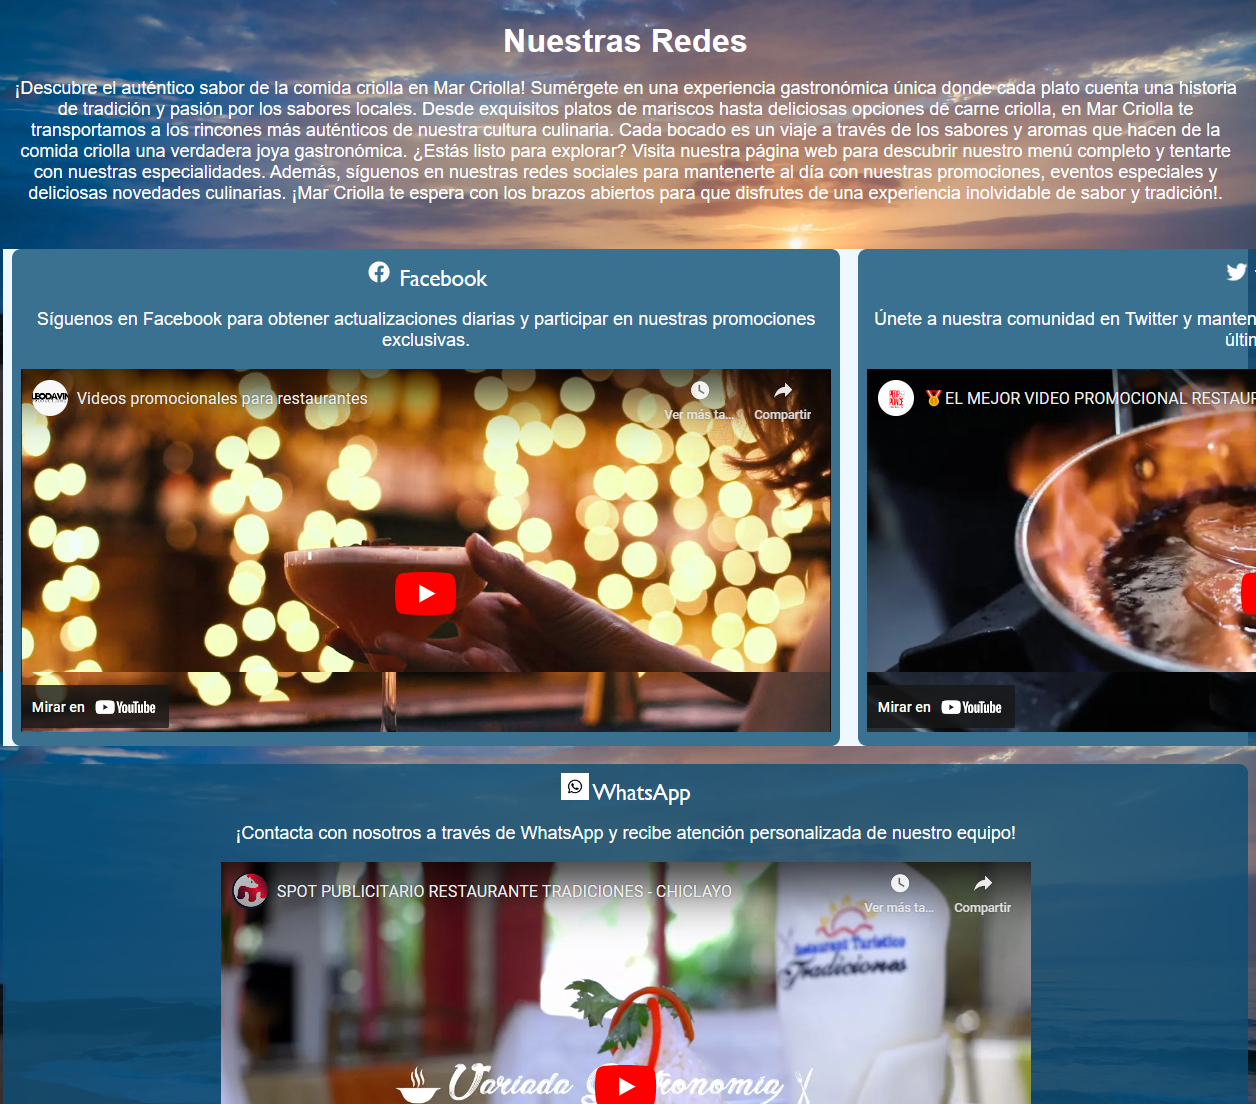 Nuestras Redes
¡Descubre el auténtico sabor de la comida criolla en Mar Criolla! Sumérgete en una experiencia gastronómica única donde cada plato cuenta una historia
de tradición y pasión por los sabores locales. Desde exquisitos platos de mariscos hasta deliciosas opciones de carne criolla, en Mar Criolla te
transportamos a los rincones más auténticos de nuestra cultura culinaria. Cada bocado es un viaje a través de los sabores y aromas que hacen de la
comida criolla una verdadera joya gastronómica. ¿Estás listo para explorar? Visita nuestra página web para descubrir nuestro menú completo y tentarte
con nuestras especialidades. Además, síguenos en nuestras redes sociales para mantenerte al día con nuestras promociones, eventos especiales y
deliciosas novedades culinarias. ¡Mar Criolla te espera con los brazos abiertos para que disfrutes de una experiencia inolvidable de sabor y tradición!.
Facebook
Síguenos en Facebook para obtener actualizaciones diarias y participar en nuestras promociones
exclusivas.
LEODAVIN
Videos promocionales para restaurantes
Ver más ta...
Compartir
Mirar en YouTube
Únete a nuestra comunidad en Twitter y manten
últin
EL MEJOR VIDEO PROMOCIONAL RESTAUR
Mirar en YouTube
WhatsApp
¡Contacta con nosotros a través de WhatsApp y recibe atención personalizada de nuestro equipo!
SPOT PUBLICITARIO RESTAURANTE TRADICIONES - CHICLAYO
Ver más ta...
Compartir
Restaurant Turístico
Tradiciones
Variada